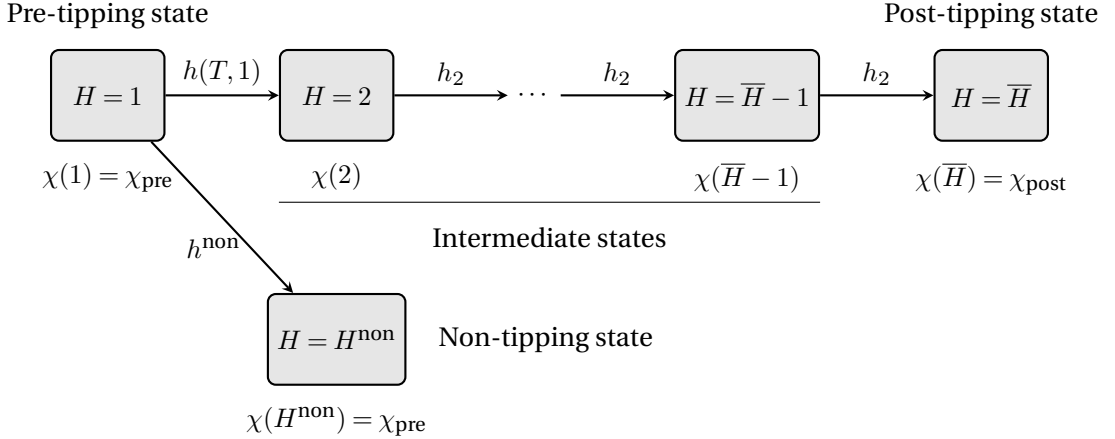 Pre-tipping state
Post-tipping state
H = 1
h(T, 1)
H = 2
h₂
···
h₂
H = H̅ − 1
h₂
H = H̅
χ(1) = χ_pre
χ(2)
χ(H̅ − 1)
χ(H̅) = χ_post
Intermediate states
h^non
H = H^non
Non-tipping state
χ(H^non) = χ_pre